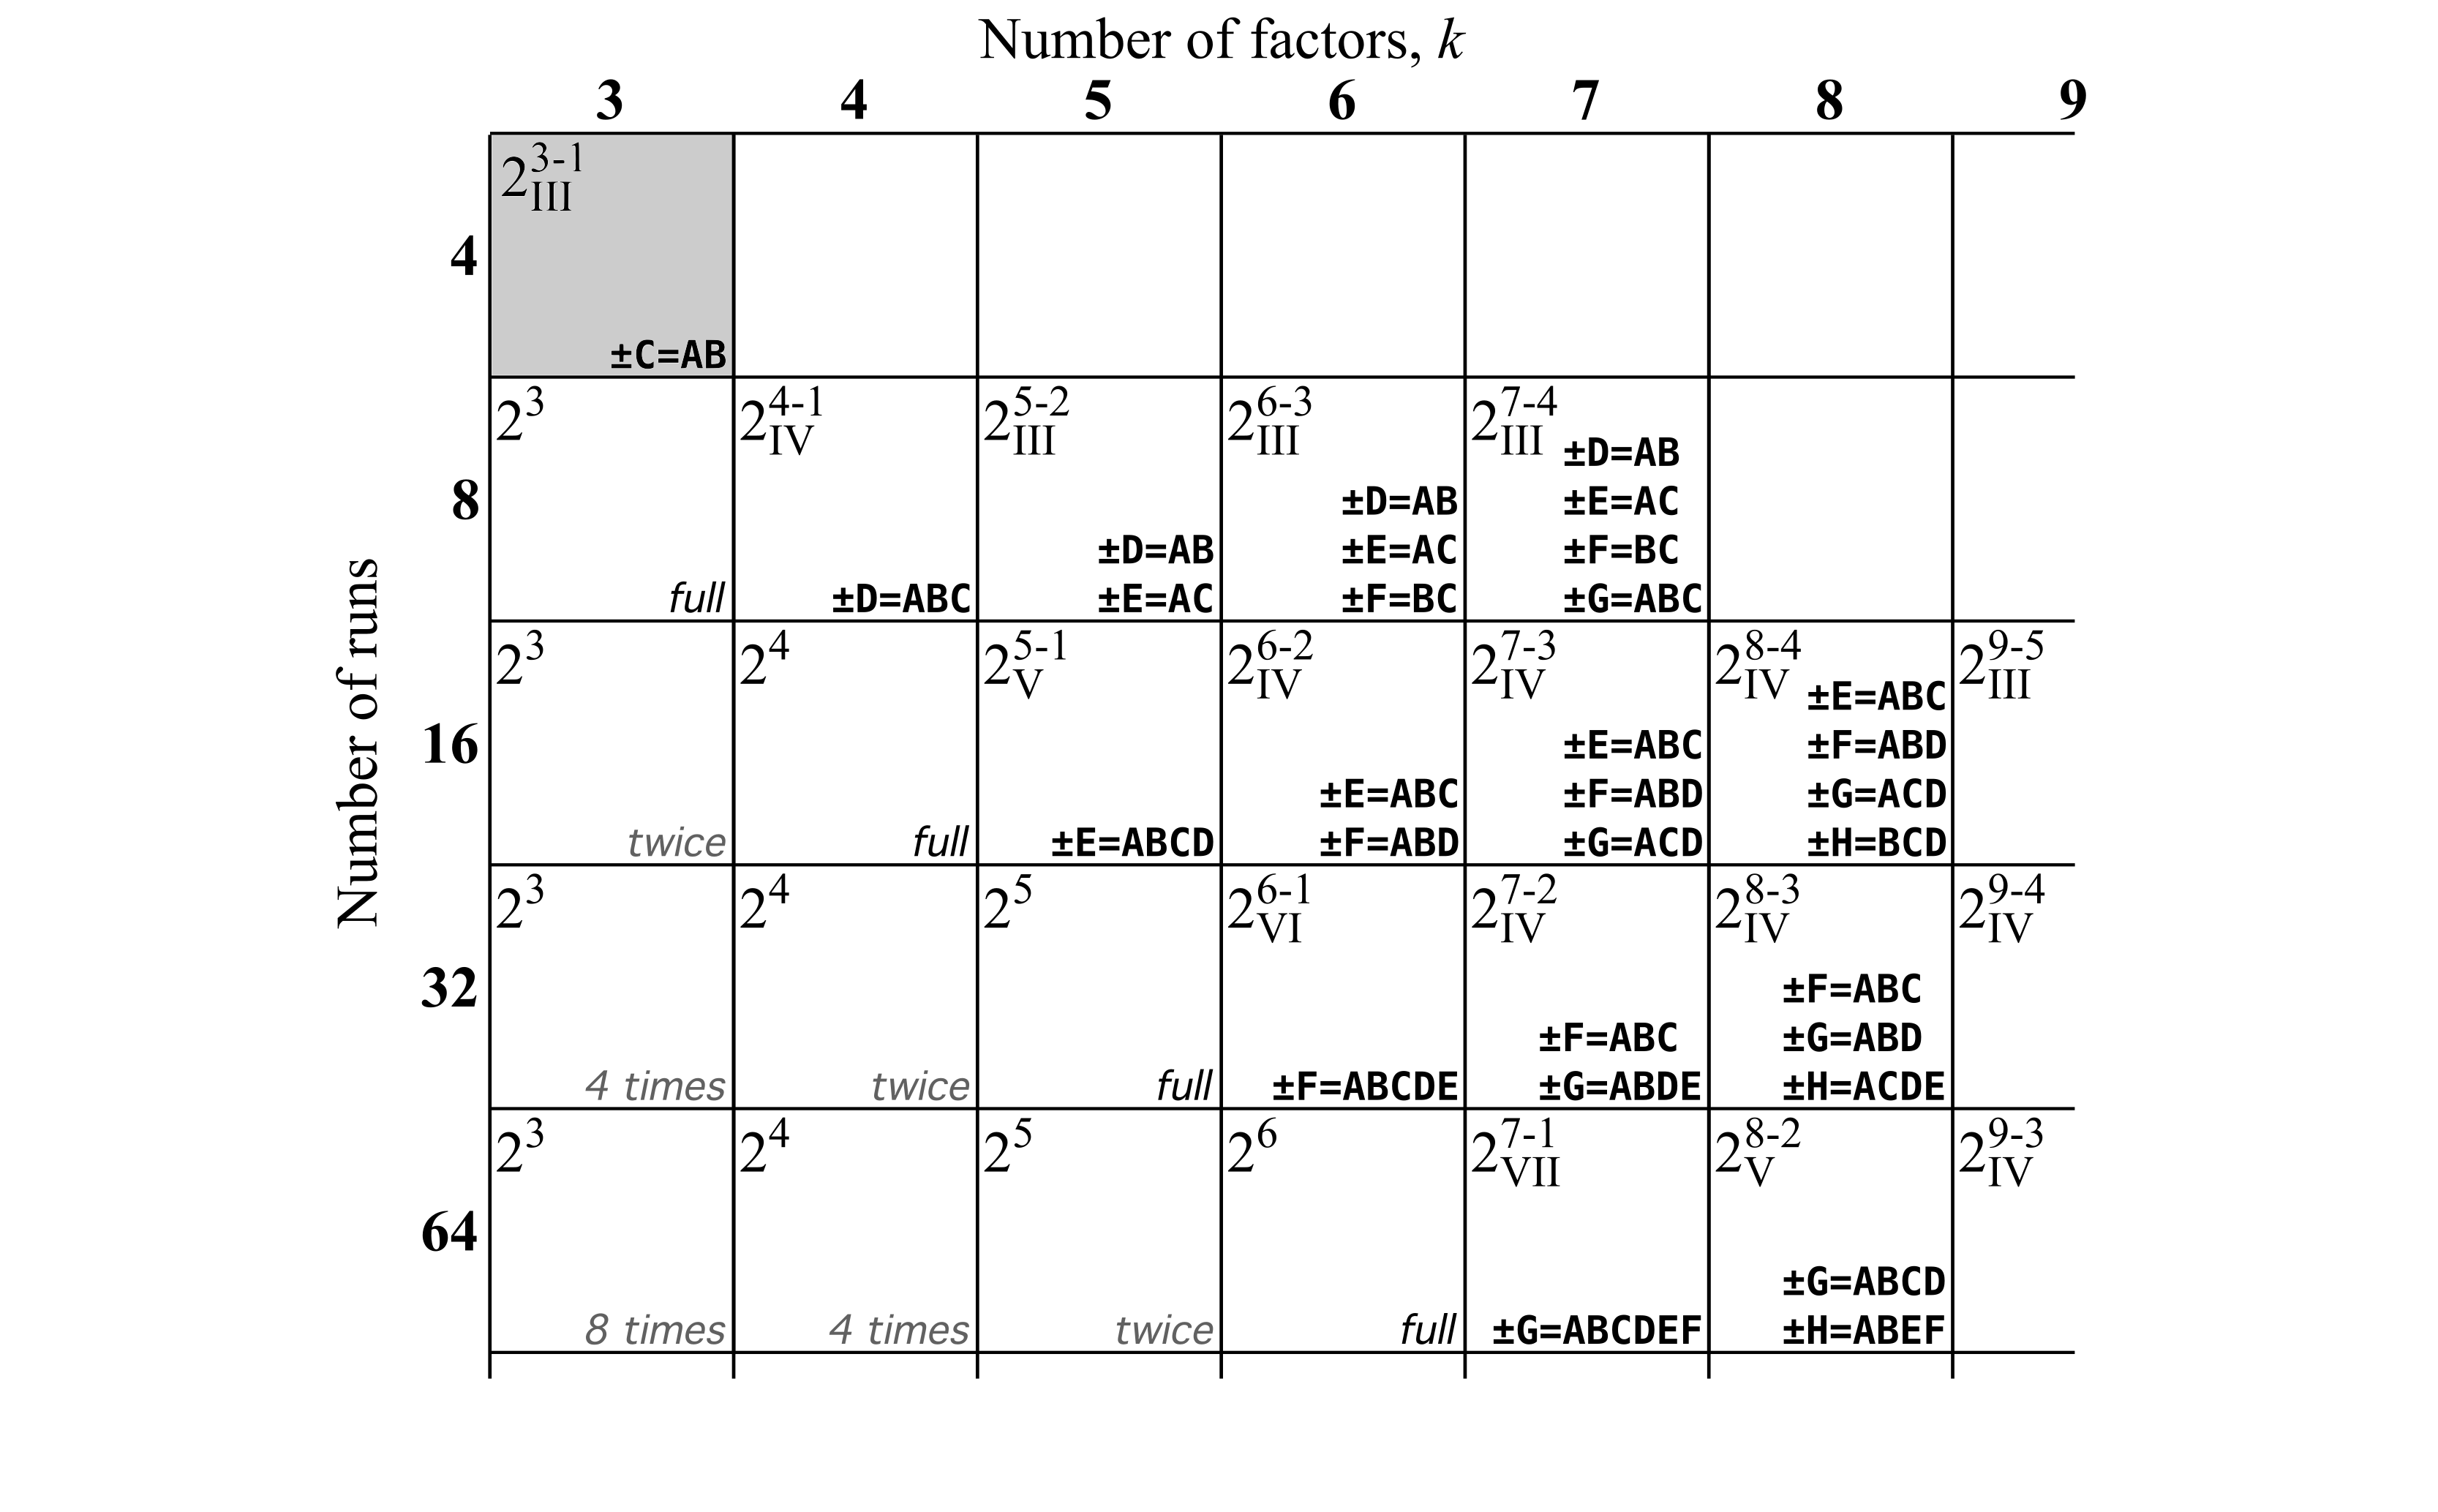 Number of factors, k
3 4 5 6 7 8 9
Number of runs
4
2 3-1 III
±C=AB
8
2 3
full
2 4-1 IV
±D=ABC
2 5-2 III
±D=AB
±E=AC
2 6-3 III
±D=AB
±E=AC
±F=BC
2 7-4 III
±D=AB
±E=AC
±F=BC
±G=ABC
16
2 3
twice
2 4
full
2 5-1 V
±E=ABCD
2 6-2 IV
±E=ABC
±F=ABD
2 7-3 IV
±E=ABC
±F=ABD
±G=ACD
2 8-4 IV
±E=ABC
±F=ABD
±G=ACD
±H=BCD
2 9-5 III
32
2 3
4 times
2 4
twice
2 5
full
2 6-1 VI
±F=ABCDE
2 7-2 IV
±F=ABC
±G=ABDE
2 8-3 IV
±F=ABC
±G=ABD
±H=ACDE
2 9-4 IV
64
2 3
8 times
2 4
4 times
2 5
twice
2 6
full
2 7-1 VII
±G=ABCDEF
2 8-2 V
±G=ABCD
±H=ABEF
2 9-3 IV